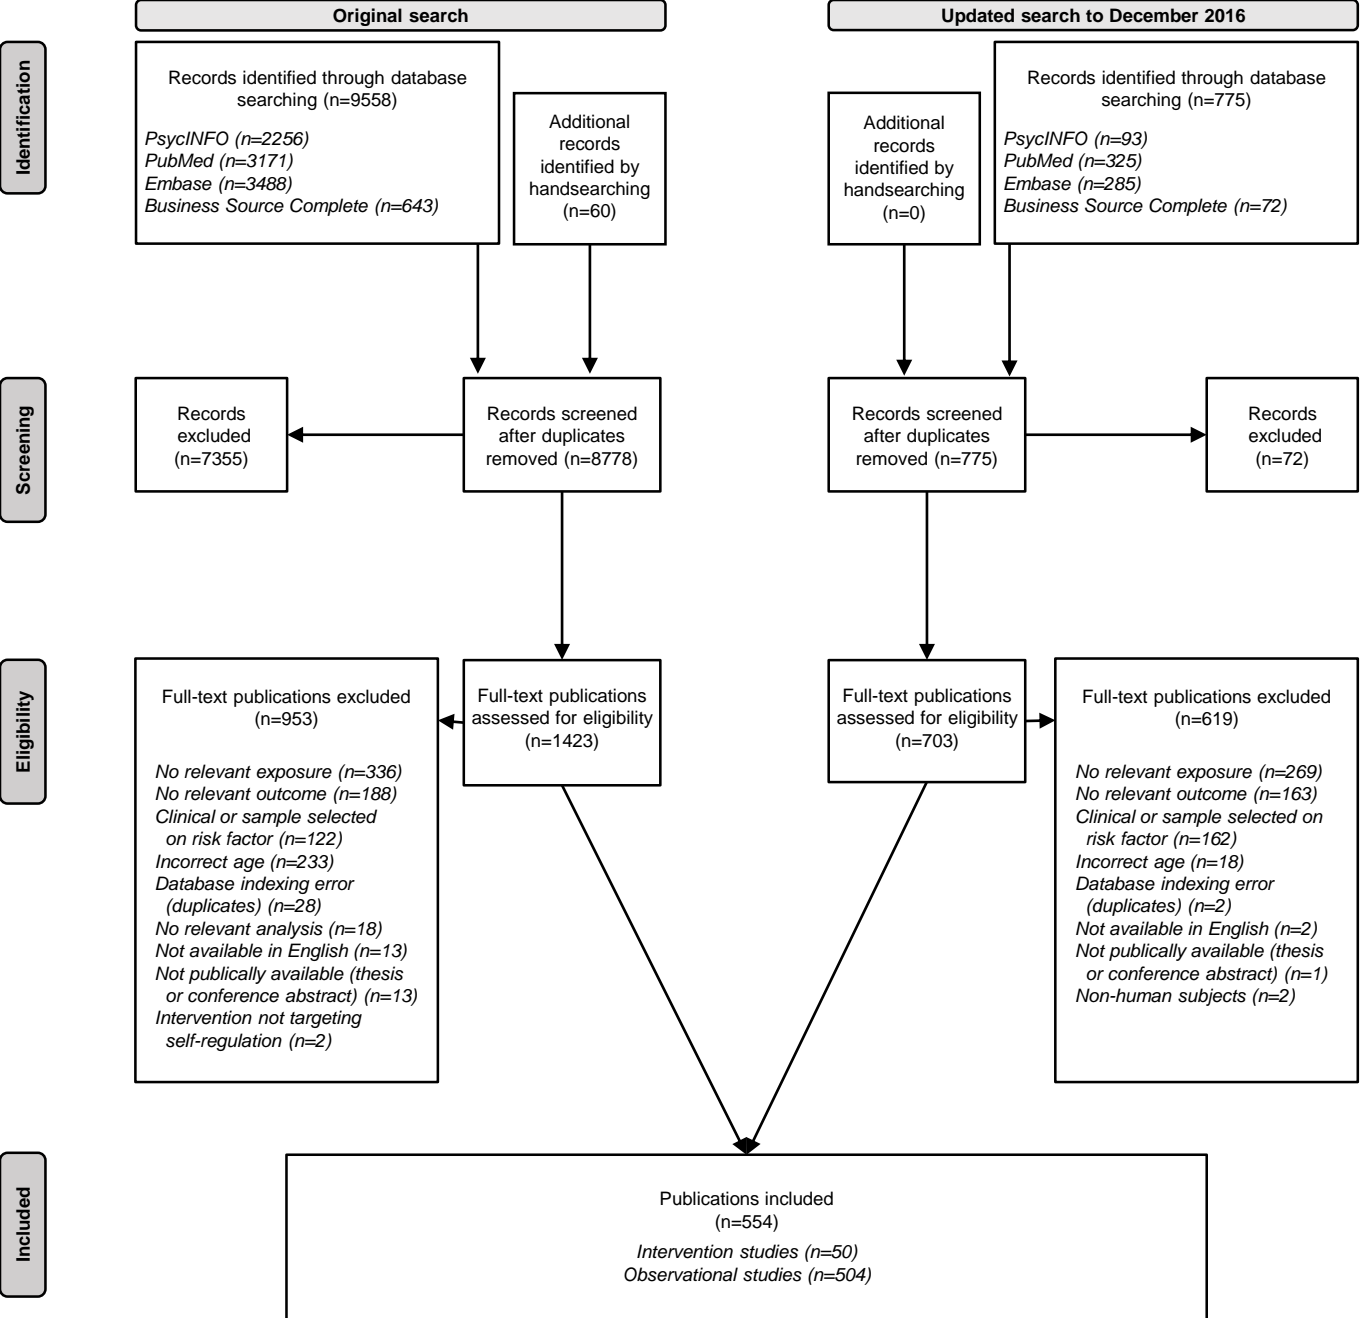 Original search
Updated search to December 2016
Identification
Records identified through database
searching (n=9558)
PsycINFO (n=2256)
PubMed (n=3171)
Embase (n=3488)
Business Source Complete (n=643)
Additional
records
identified by
handsearching
(n=60)
Additional
records
identified by
handsearching
(n=0)
Records identified through database
searching (n=775)
PsycINFO (n=93)
PubMed (n=325)
Embase (n=285)
Business Source Complete (n=72)
Screening
Records
excluded
(n=7355)
Records screened
after duplicates
removed (n=8778)
Records screened
after duplicates
removed (n=775)
Records
excluded
(n=72)
Eligibility
Full-text publications excluded
(n=953)
No relevant exposure (n=336)
No relevant outcome (n=188)
Clinical or sample selected
on risk factor (n=122)
Incorrect age (n=233)
Database indexing error
(duplicates) (n=28)
No relevant analysis (n=18)
Not available in English (n=13)
Not publically available (thesis
or conference abstract) (n=13)
Intervention not targeting
self-regulation (n=2)
Full-text publications
assessed for eligibility
(n=1423)
Full-text publications
assessed for eligibility
(n=703)
Full-text publications excluded
(n=619)
No relevant exposure (n=269)
No relevant outcome (n=163)
Clinical or sample selected on
risk factor (n=162)
Incorrect age (n=18)
Database indexing error
(duplicates) (n=2)
Not available in English (n=2)
Not publically available (thesis
or conference abstract) (n=1)
Non-human subjects (n=2)
Included
Publications included
(n=554)
Intervention studies (n=50)
Observational studies (n=504)